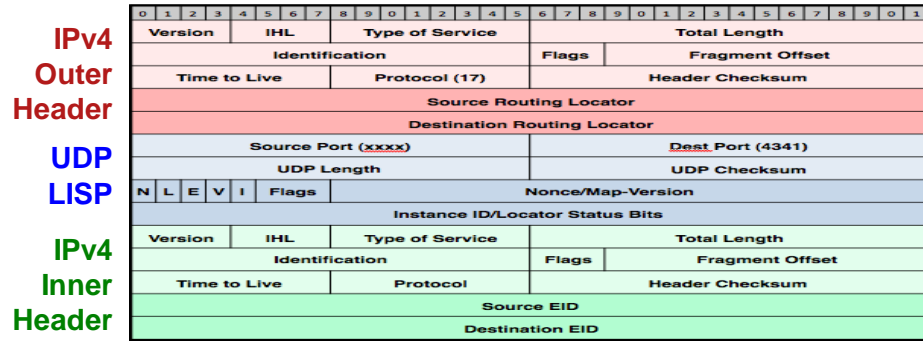 0 1 2 3 4 5 6 7 8 9 0 1 2 3 4 5 6 7 8 9 0 1 2 3 4 5 6 7 8 9 0 1
IPv4
Outer
Header
Version IHL Type of Service Total Length
Identification Flags Fragment Offset
Time to Live Protocol (17) Header Checksum
Source Routing Locator
Destination Routing Locator
UDP
Source Port (xxxx) Dest Port (4341)
UDP Length UDP Checksum
LISP
N L E V I Flags Nonce/Map-Version
Instance ID/Locator Status Bits
IPv4
Inner
Header
Version IHL Type of Service Total Length
Identification Flags Fragment Offset
Time to Live Protocol Header Checksum
Source EID
Destination EID